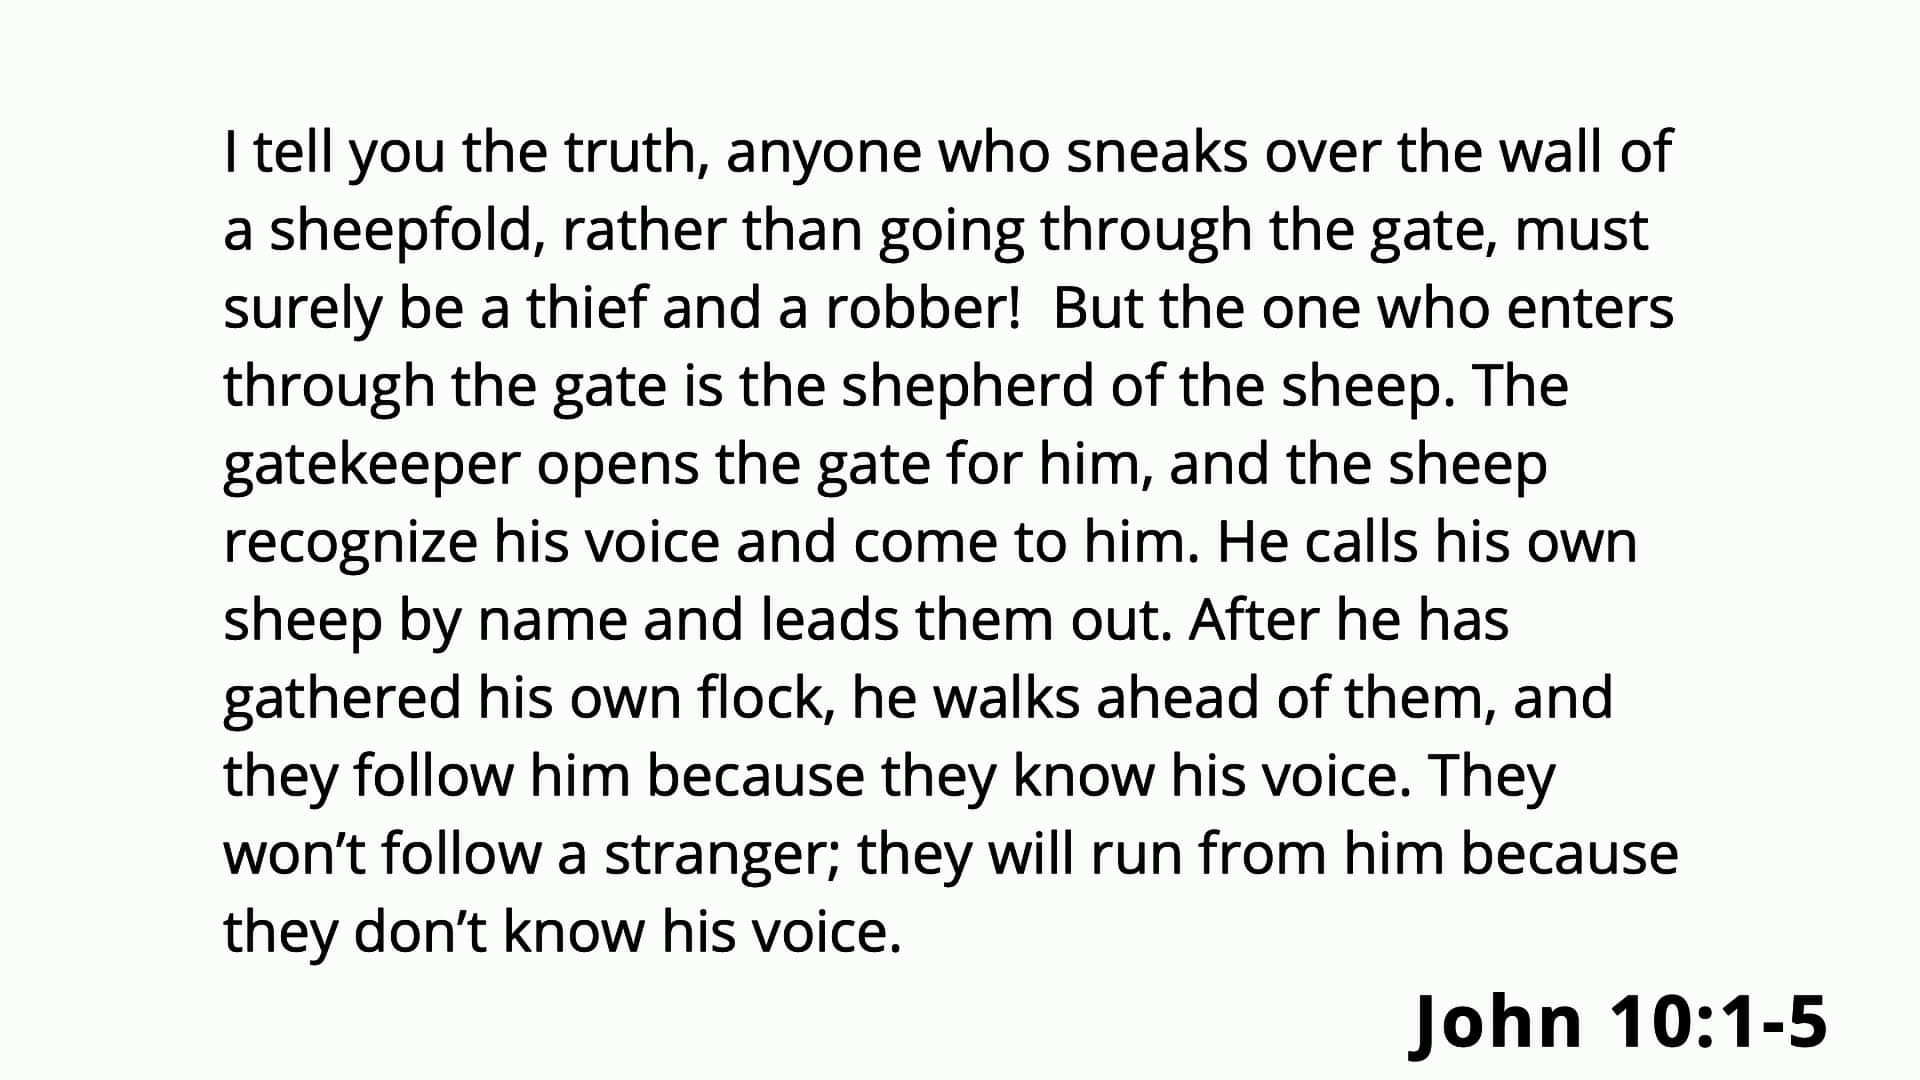 I tell you the truth, anyone who sneaks over the wall of
a sheepfold, rather than going through the gate, must
surely be a thief and a robber!  But the one who enters
through the gate is the shepherd of the sheep. The
gatekeeper opens the gate for him, and the sheep
recognize his voice and come to him. He calls his own
sheep by name and leads them out. After he has
gathered his own flock, he walks ahead of them, and
they follow him because they know his voice. They
won’t follow a stranger; they will run from him because
they don’t know his voice.
John 10:1-5